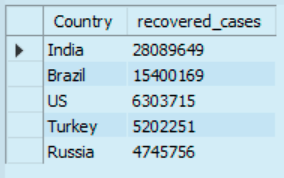 Country recovered_cases
India 28089649
Brazil 15400169
US 6303715
Turkey 5202251
Russia 4745756